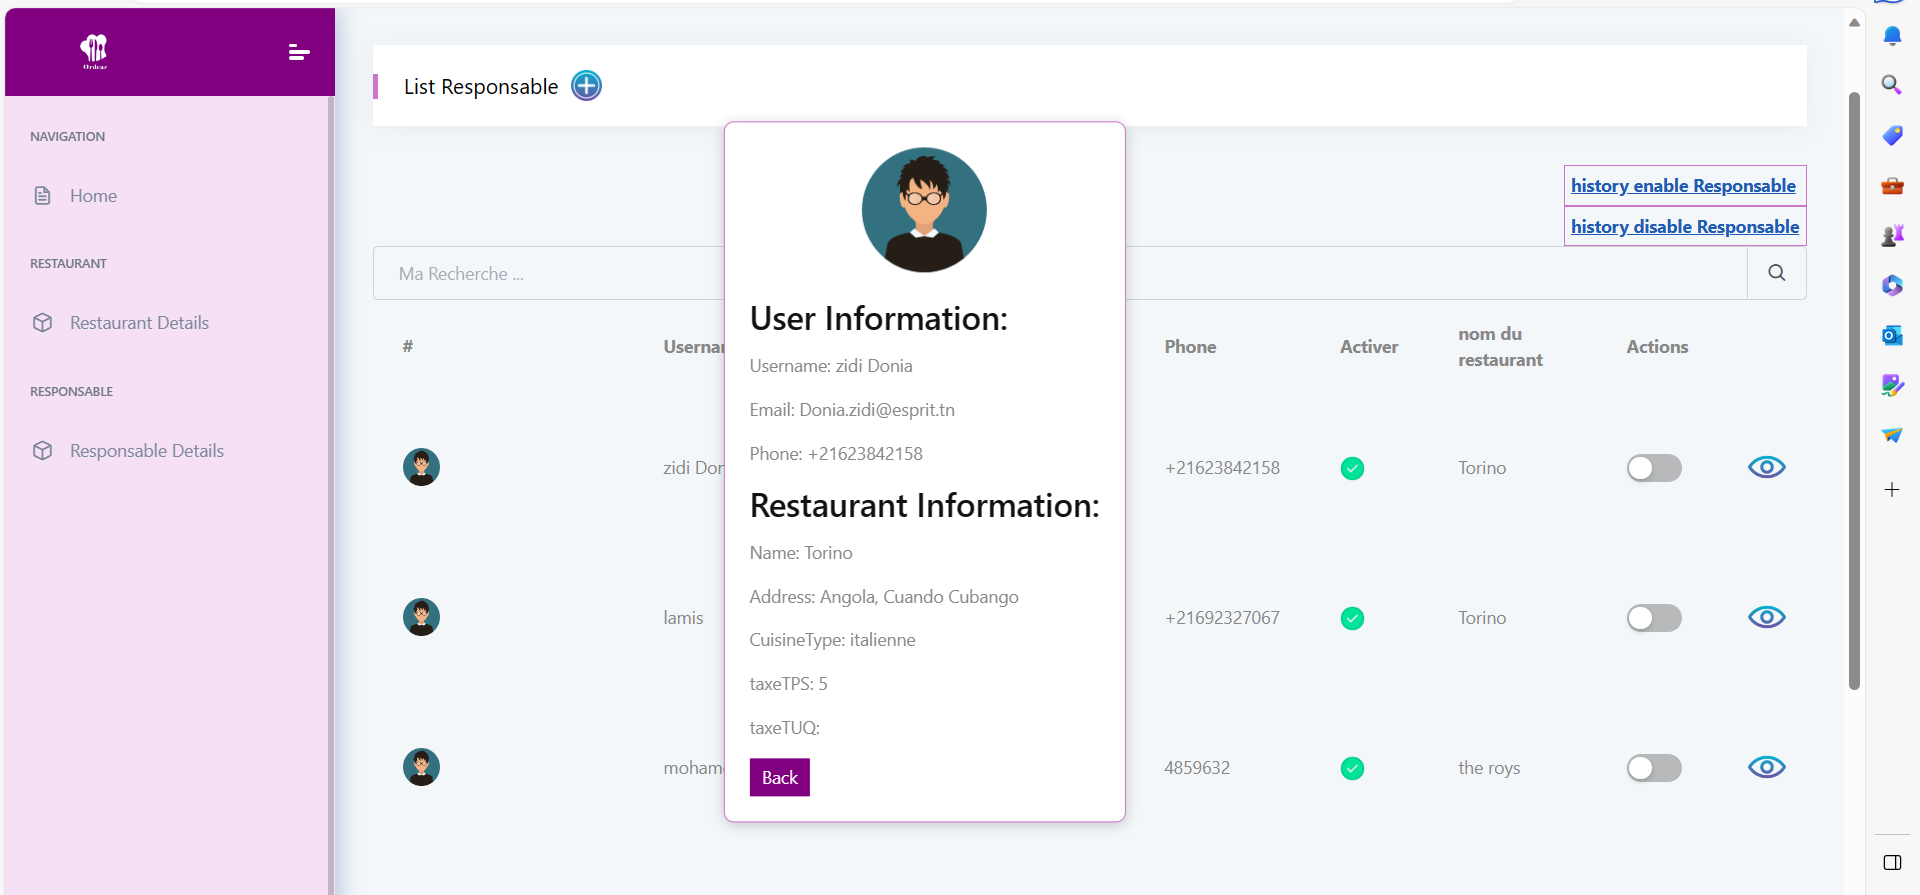 Ordear
NAVIGATION
Home
RESTAURANT
Restaurant Details
RESPONSABLE
Responsable Details
List Responsable
history enable Responsable
history disable Responsable
Ma Recherche ...
# Phone Activer nom du restaurant Actions
zidi +21623842158 Torino
lamis +21692327067 Torino
4859632 the roys
User Information:
Username: zidi Donia
Email: Donia.zidi@esprit.tn
Phone: +21623842158
Restaurant Information:
Name: Torino
Address: Angola, Cuando Cubango
CuisineType: italienne
taxeTPS: 5
taxeTUQ:
Back